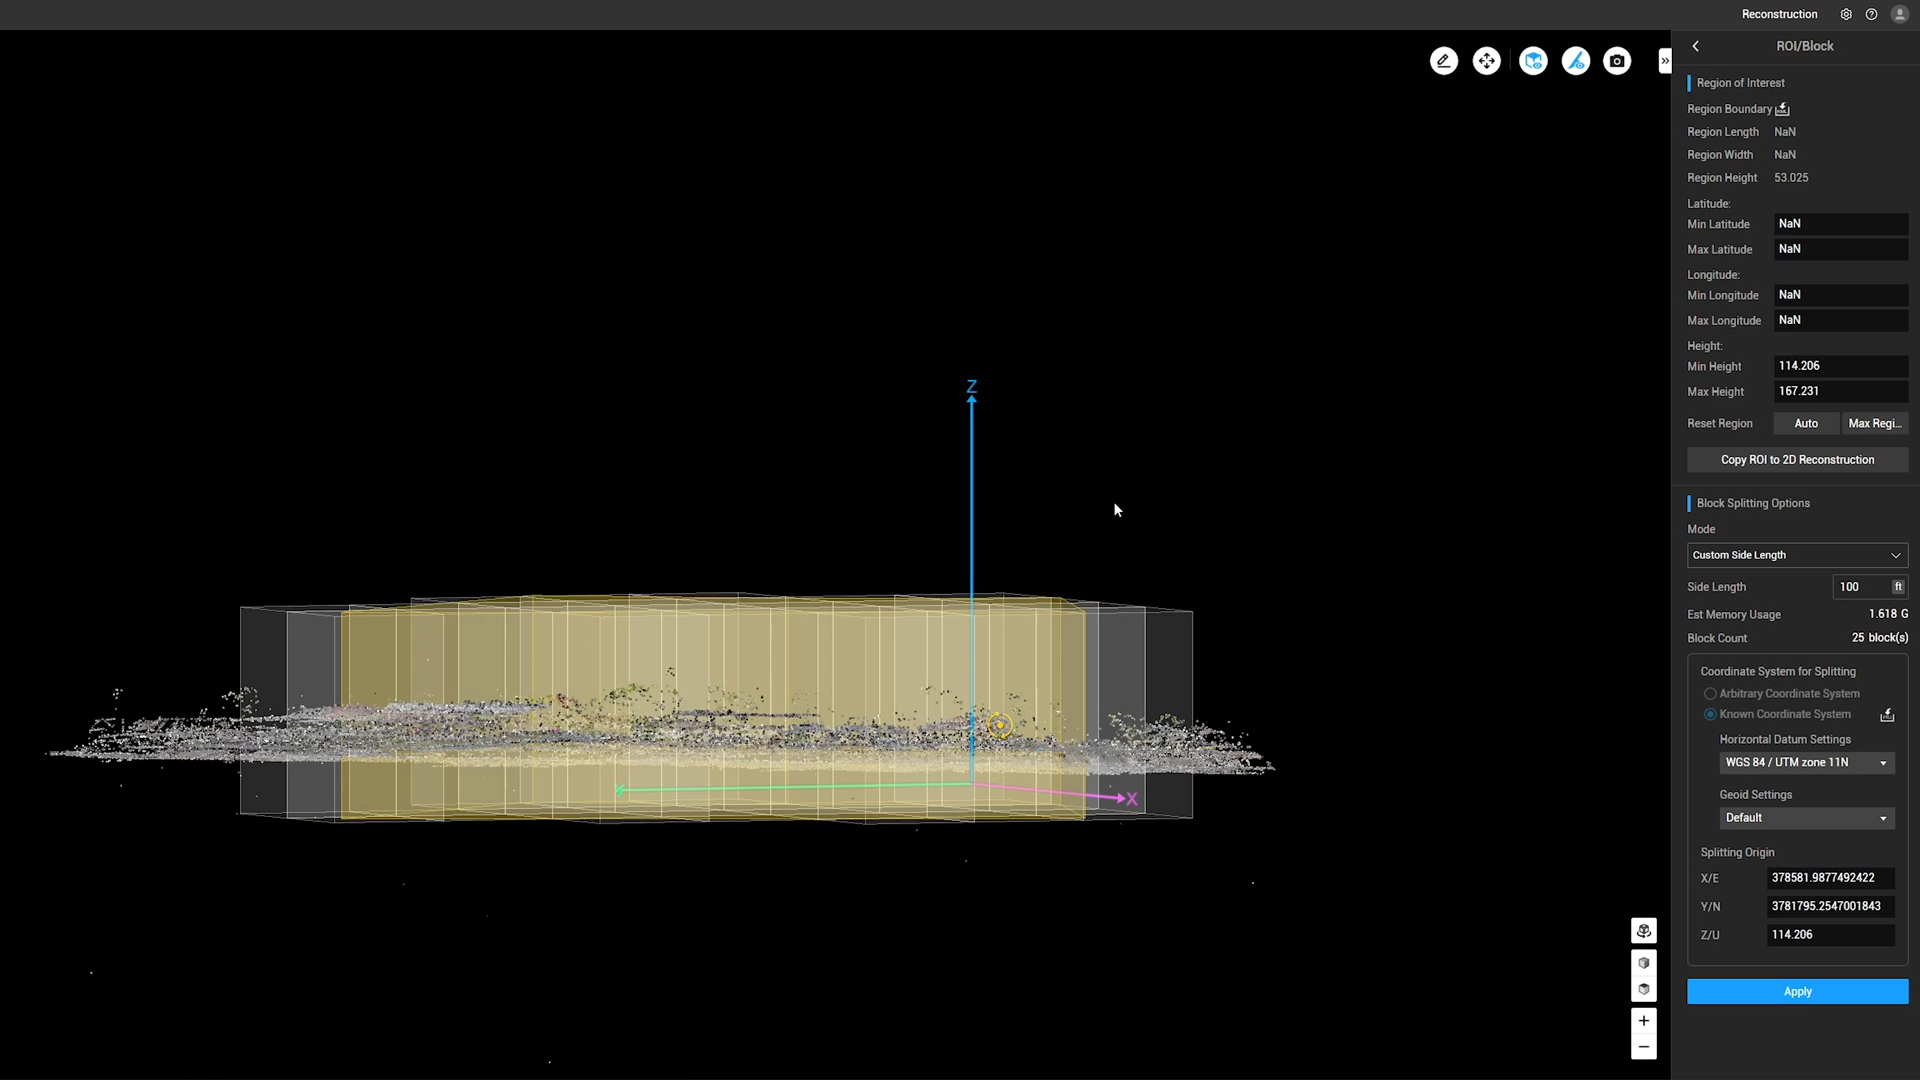 Reconstruction
ROI/Block
Region of Interest
Region Boundary
Region Length NaN
Region Width NaN
Region Height 53.025
Latitude:
Min Latitude NaN
Max Latitude NaN
Longitude:
Min Longitude NaN
Max Longitude NaN
Height:
Min Height 114.206
Max Height 167.231
Reset Region Auto Max Regi...
Copy ROI to 2D Reconstruction
Block Splitting Options
Mode
Custom Side Length
Side Length 100 ft
Est Memory Usage 1.618 G
Block Count 25 block(s)
Coordinate System for Splitting
Arbitrary Coordinate System
Known Coordinate System
Horizontal Datum Settings
WGS 84 / UTM zone 11N
Geoid Settings
Default
Splitting Origin
X/E 378581.9877492422
Y/N 3781795.2547001843
Z/U 114.206
Apply
Z
Y
X